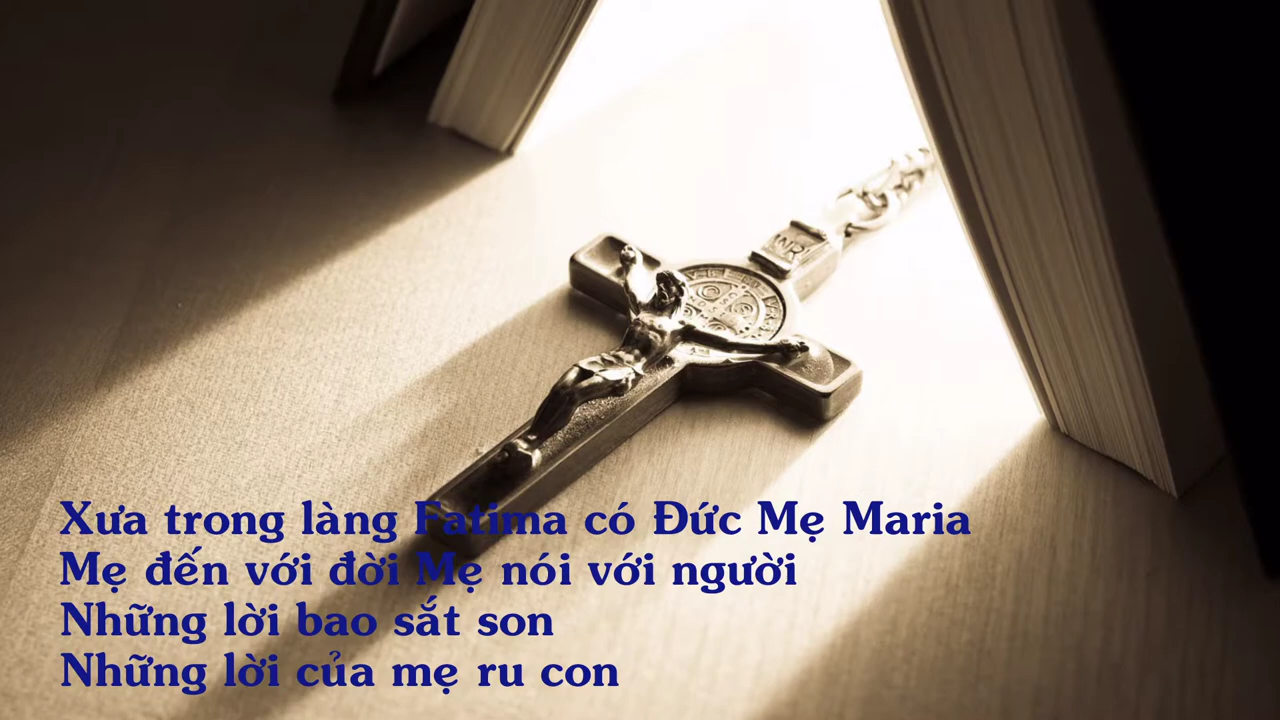 INRI
Xưa trong làng Fatima có Đức Mẹ Maria
Mẹ đến với đời Mẹ nói với người
Những lời bao sắt son
Những lời của mẹ ru con